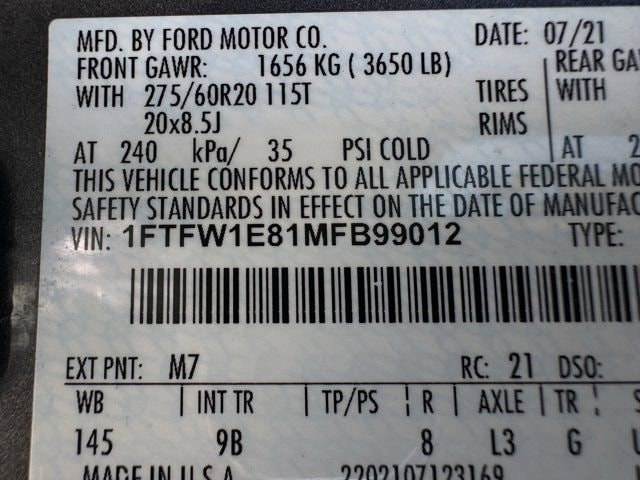 MFD. BY FORD MOTOR CO. DATE: 07/21
FRONT GAWR: 1656 KG ( 3650 LB) REAR
WITH 275/60R20 115T TIRES WITH
20x8.5J RIMS
AT 240 kPa/ 35 PSI COLD AT
THIS VEHICLE CONFORMS TO ALL APPLICABLE FEDERAL
SAFETY STANDARDS IN EFFECT ON THE DATE OF
VIN: 1FTFW1E81MFB99012 TYPE:
EXT PNT: M7 RC: 21 DSO:
WB | INT TR | TP/PS | R | AXLE | TR |
145 9B 8 L3 G
MADE IN U.S.A. 2202107123169